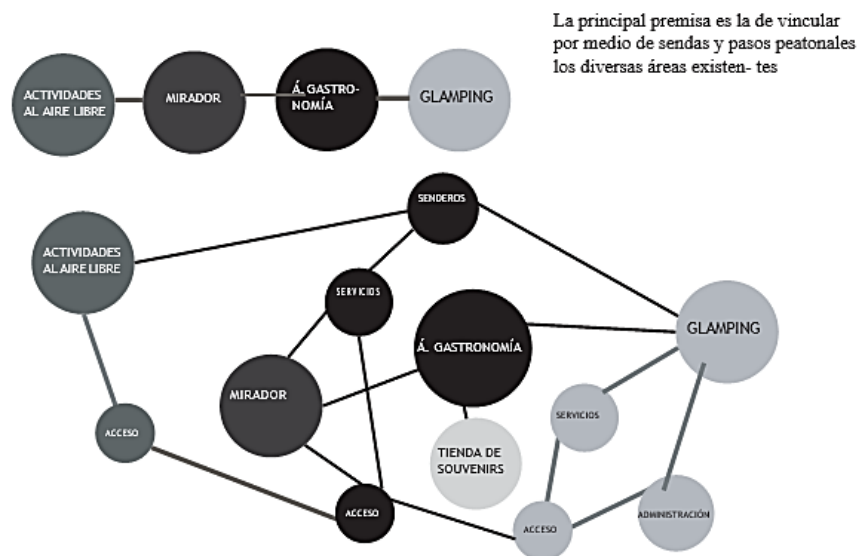 La principal premisa es la de vincular
por medio de sendas y pasos peatonales
los diversas áreas existen- tes
ACTIVIDADES
AL AIRE LIBRE
MIRADOR
Á. GASTRO-
NOMÍA
GLAMPING
SENDEROS
ACTIVIDADES
AL AIRE LIBRE
SERVICIOS
GLAMPING
Á. GASTRONOMÍA
MIRADOR
SERVICIOS
ACCESO
TIENDA DE
SOUVENIRS
ACCESO
ACCESO
ADMINISTRACIÓN